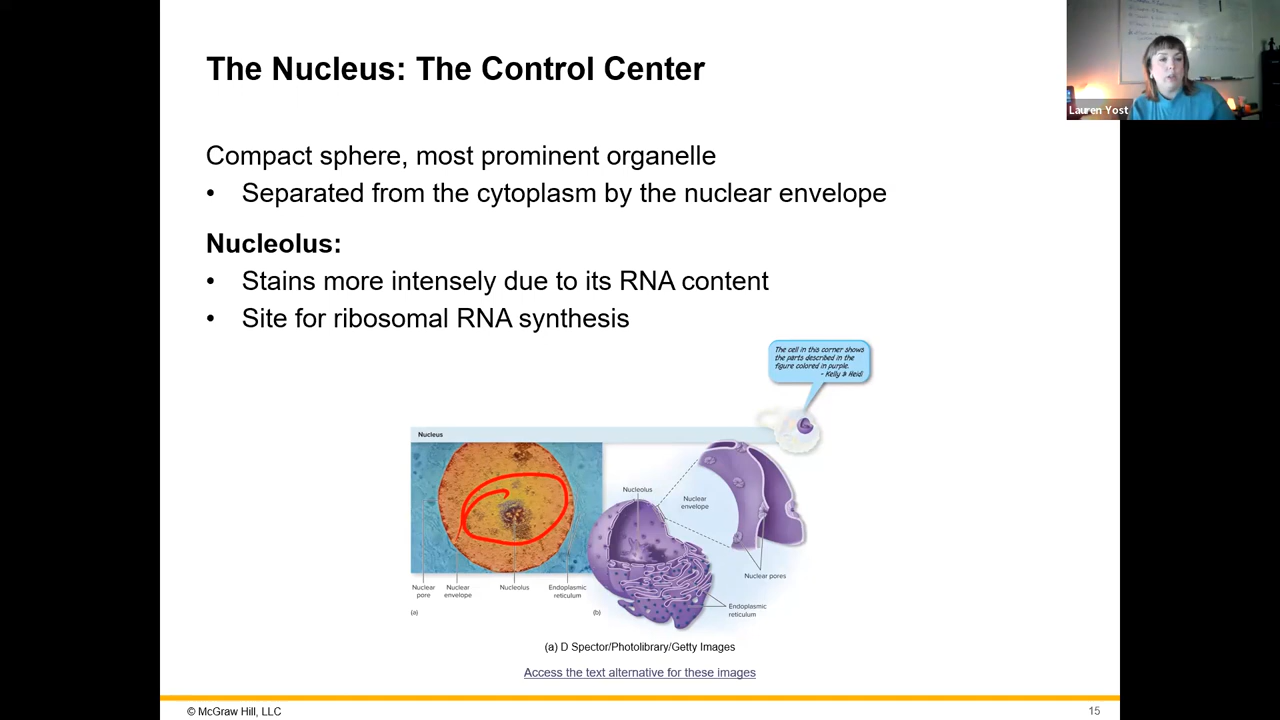 The Nucleus: The Control Center
Lauren Yost
Compact sphere, most prominent organelle
• Separated from the cytoplasm by the nuclear envelope
Nucleolus:
• Stains more intensely due to its RNA content
• Site for ribosomal RNA synthesis
The cell in this corner shows
the parts described in the
figure colored in purple.
- Kelly & Heidi
Nucleus
Nucleolus
Nuclear
envelope
Nuclear pores
Endoplasmic
reticulum
Nuclear
pore
Nuclear
envelope
Nucleolus
Endoplasmic
reticulum
(a)
(b)
(a) D Spector/Photolibrary/Getty Images
Access the text alternative for these images
© McGraw Hill, LLC
15